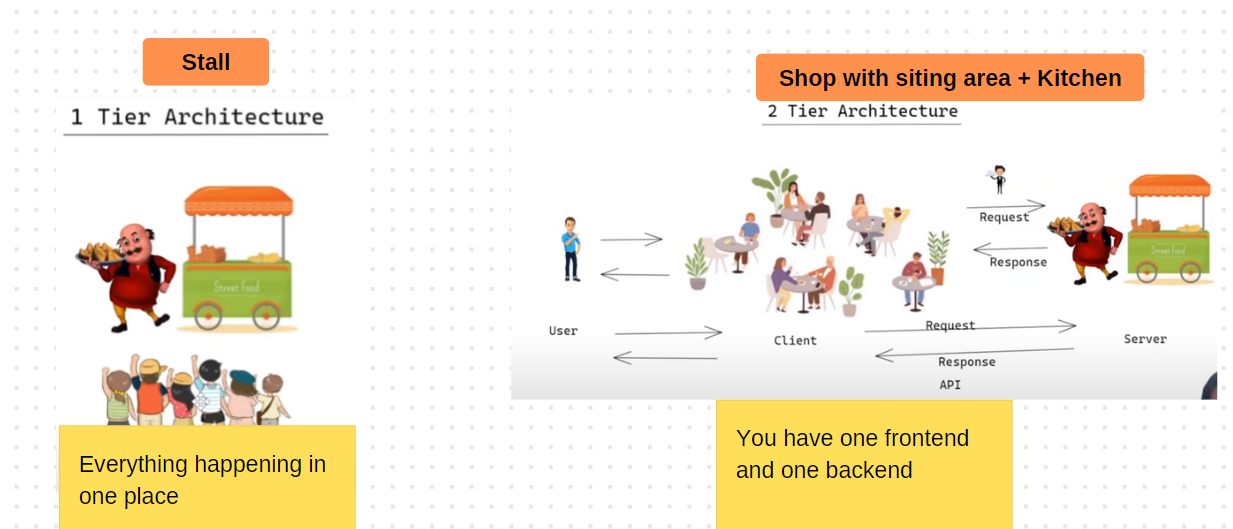 Stall
1 Tier Architecture
Street Food
Everything happening in
one place
Shop with siting area + Kitchen
2 Tier Architecture
Request
Response
Street Food
User
Client
Request
Response
API
Server
You have one frontend
and one backend